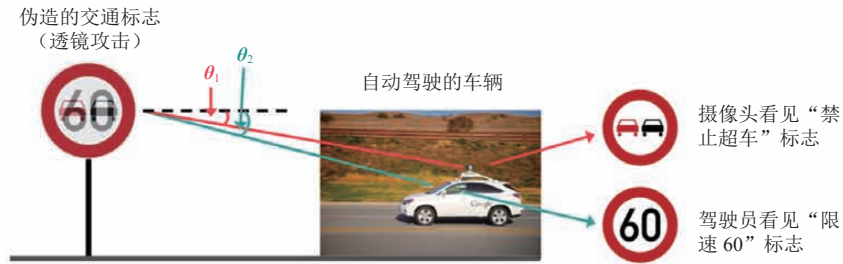 伪造的交通标志
（透镜攻击）
θ₁
θ₂
60
自动驾驶的车辆
Google
摄像头看见“禁
止超车”标志
60
驾驶员看见“限
速 60”标志